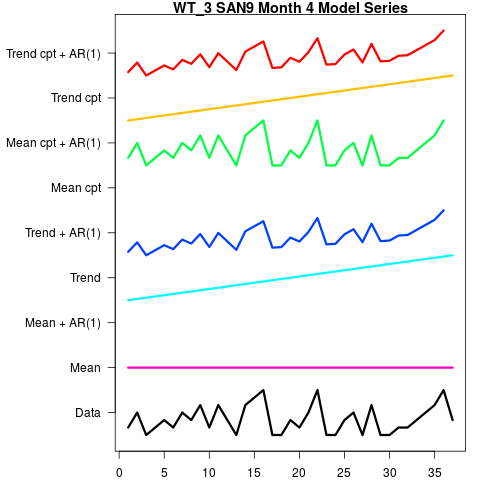 WT_3 SAN9 Month 4 Model Series
Trend cpt + AR(1)
Trend cpt
Mean cpt + AR(1)
Mean cpt
Trend + AR(1)
Trend
Mean + AR(1)
Mean
Data
0 5 10 15 20 25 30 35